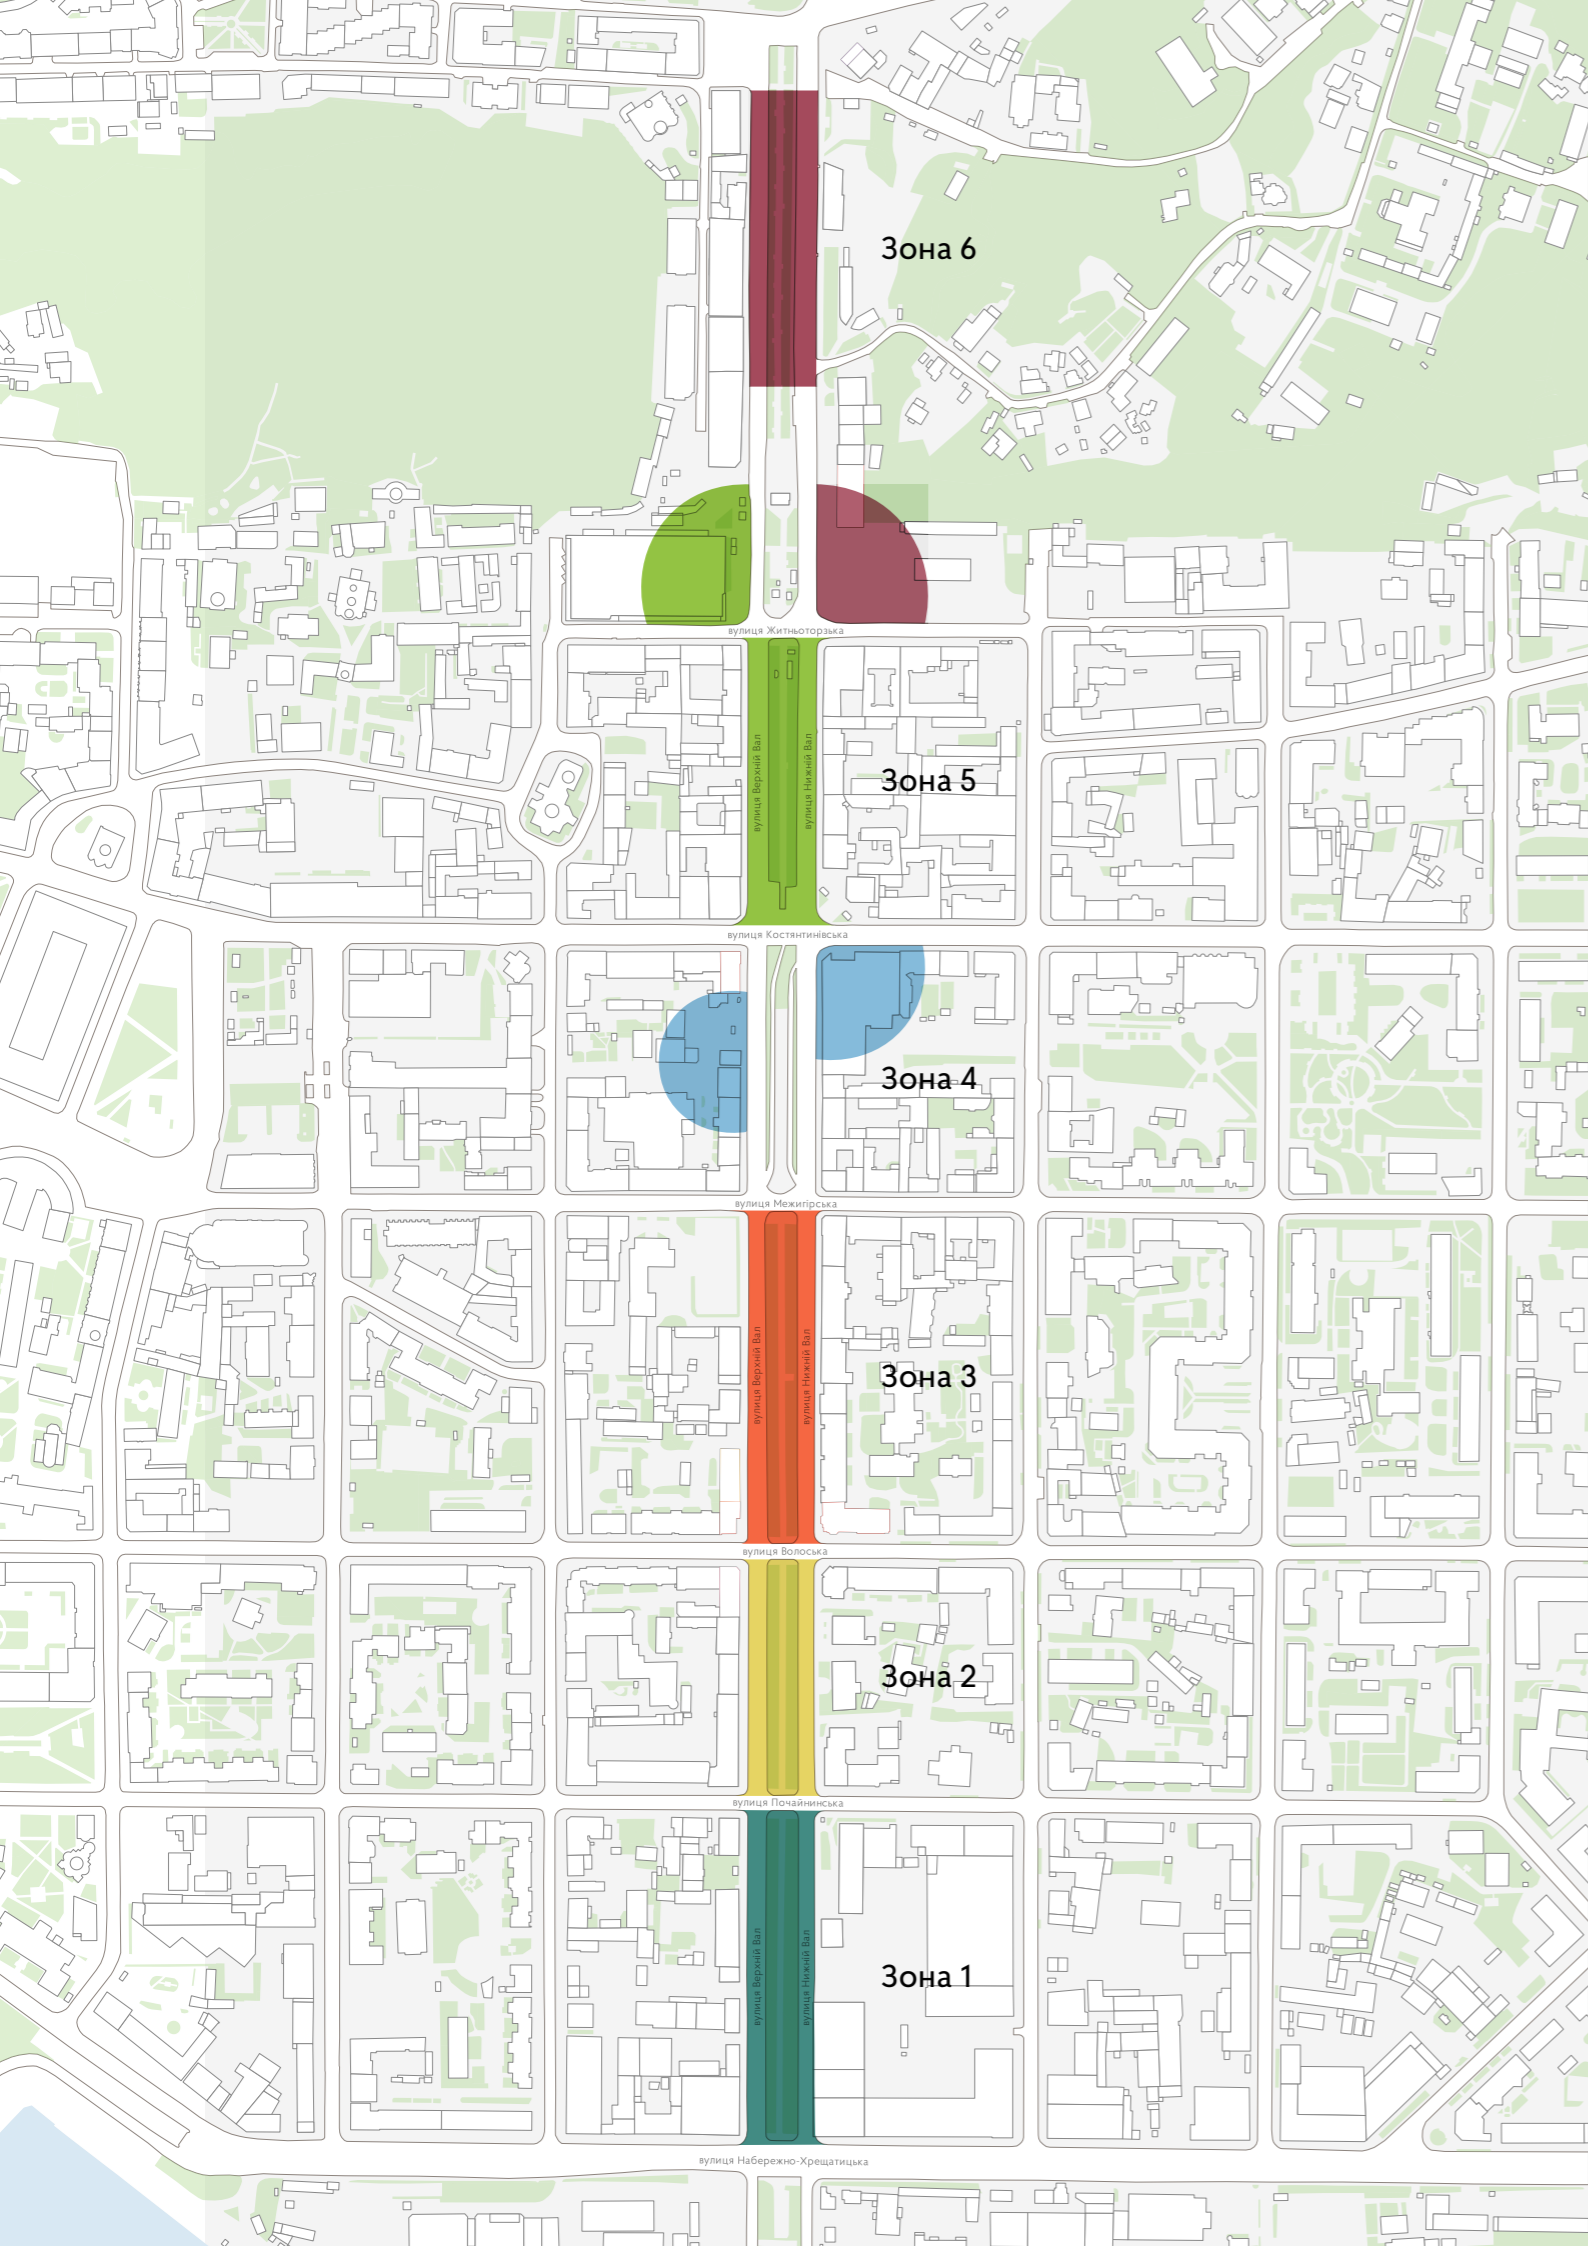 Зона 6
вулиця Житньоторзька
вулиця Верхній Вал
вулиця Нижній Вал
Зона 5
вулиця Костянтинівська
Зона 4
вулиця Межигірська
вулиця Верхній Вал
вулиця Нижній Вал
Зона 3
вулиця Волоська
Зона 2
вулиця Почайнинська
вулиця Верхній Вал
вулиця Нижній Вал
Зона 1
вулиця Набережно-Хрещатицька